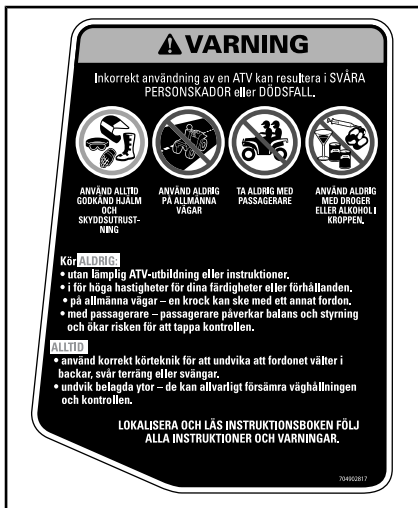 VARNING
Inkorrekt användning av en ATV kan resultera i SVÅRA
PERSONSKADOR eller DÖDSFALL.
ANVÄND ALLTID
GODKÄND HJÄLM
OCH
SKYDDSUTRUST-
NING
ANVÄND ALDRIG
PÅ ALLMÄNNA
VÄGAR
TA ALDRIG MED
PASSAGERARE
ANVÄND ALDRIG
MED DROGER
ELLER ALKOHOL I
KROPPEN.
Kör ALDRIG:
• utan lämplig ATV-utbildning eller instruktioner.
• i för höga hastigheter för dina färdigheter eller förhållanden.
• på allmänna vägar – en krock kan ske med ett annat fordon.
• med passagerare – passagerare påverkar balans och styrning
och ökar risken för att tappa kontrollen.
ALLTID
• använd korrekt körteknik för att undvika att fordonet välter i
backar, svår terräng eller svängar.
• undvik belagda ytor – de kan allvarligt försämra väghållningen
och kontrollen.
LOKALISERA OCH LÄS INSTRUKTIONSBOKEN FÖLJ
ALLA INSTRUKTIONER OCH VARNINGAR.
704902817